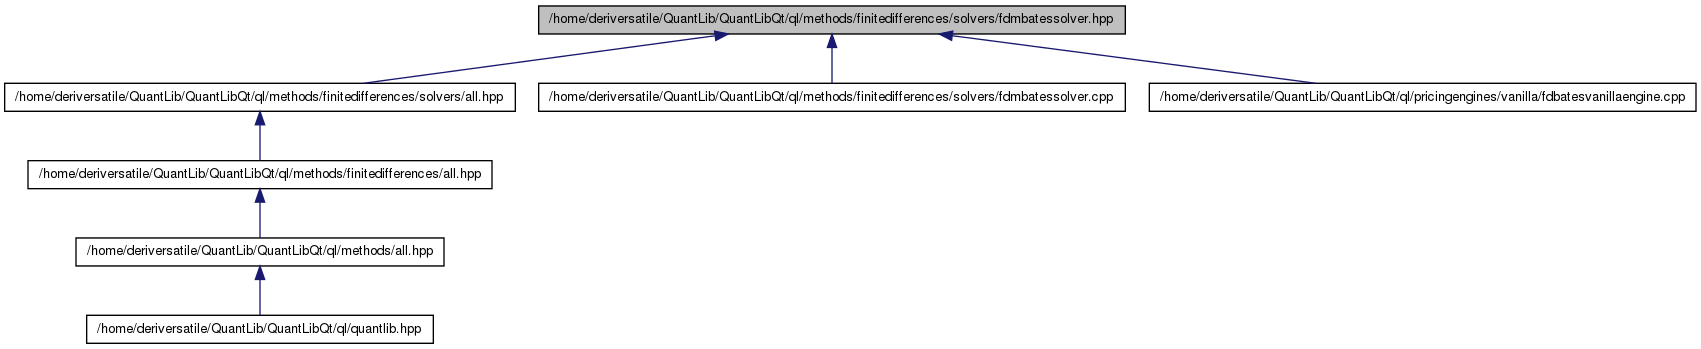 /home/deriversatile/QuantLib/QuantLibQt/ql/methods/finitedifferences/solvers/fdmbatessolver.hpp
/home/deriversatile/QuantLib/QuantLibQt/ql/methods/finitedifferences/solvers/all.hpp
/home/deriversatile/QuantLib/QuantLibQt/ql/methods/finitedifferences/solvers/fdmbatessolver.cpp
/home/deriversatile/QuantLib/QuantLibQt/ql/pricingengines/vanilla/fdbatesvanillaengine.cpp
/home/deriversatile/QuantLib/QuantLibQt/ql/methods/finitedifferences/all.hpp
/home/deriversatile/QuantLib/QuantLibQt/ql/methods/all.hpp
/home/deriversatile/QuantLib/QuantLibQt/ql/quantlib.hpp